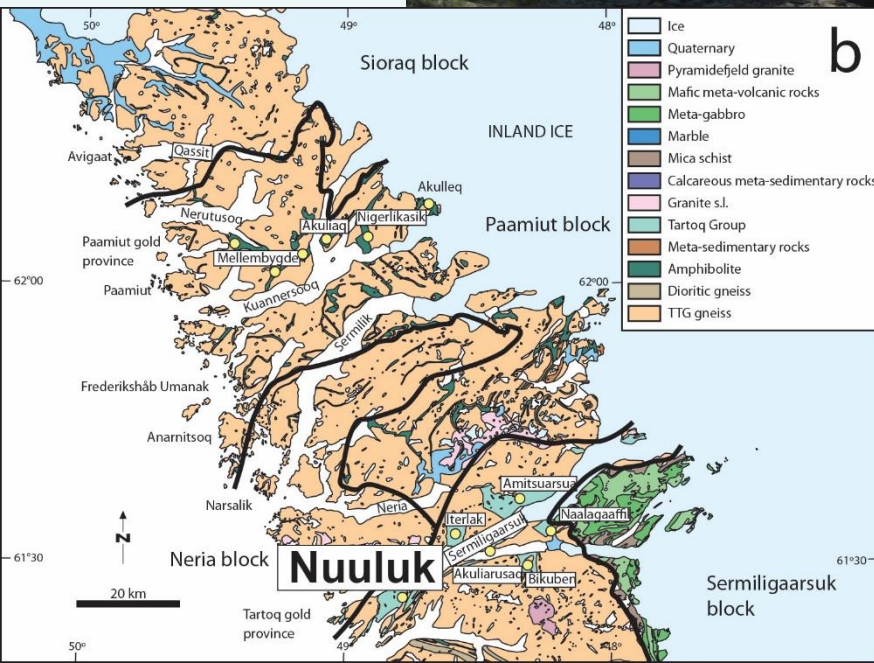 50°
49°
48°
Sioraq block
INLAND ICE
Avigaat
Qassit
Akulleq
Nerutusoq
Akuliaq
Nigerlikasik
Paamiut block
Paamiut gold
province
Mellembygde
62°00
62°00
Paamiut
Kuannersooq
Sermilik
Frederikshåb Umanak
Anarnitsoq
Narsalik
Neria
Amitsuarsua
Naalagaaffik
Iterlak
Sermiligaarsuk
N
Neria block
Nuuluk
Akuliarusaq
Bikuben
61°30
61°30
Sermiligaarsuk
block
20 km
Tartoq gold
province
50°
49°
48°
b
Ice
Quaternary
Pyramidefjeld granite
Mafic meta-volcanic rocks
Meta-gabbro
Marble
Mica schist
Calcareous meta-sedimentary rocks
Granite s.l.
Tartoq Group
Meta-sedimentary rocks
Amphibolite
Dioritic gneiss
TTG gneiss